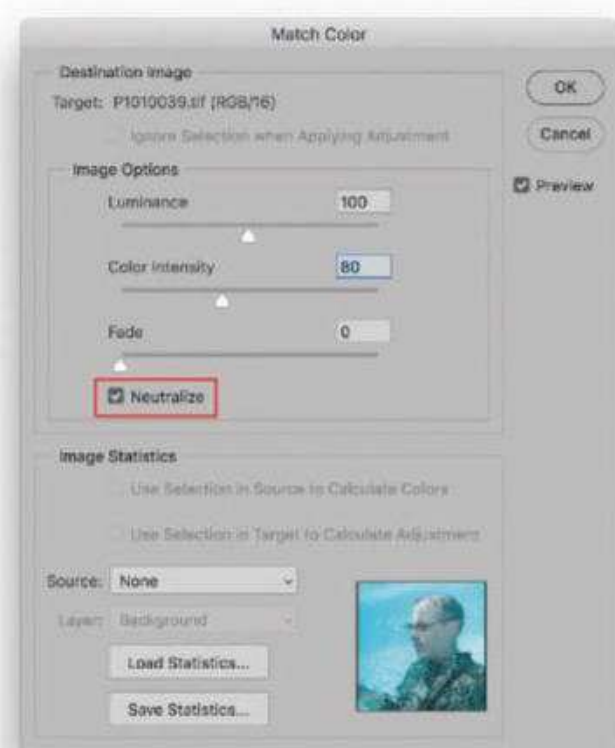 Match Color
Destination Image
Target: P1010039.tif (RGB/16)
Ignore Selection when Applying Adjustment
OK
Cancel
Preview
Image Options
Luminance 100
Color Intensity 80
Fade 0
Neutralize
Image Statistics
Use Selection in Source to Calculate Colors
Use Selection in Target to Calculate Adjustment
Source: None
Layer: Background
Load Statistics...
Save Statistics...